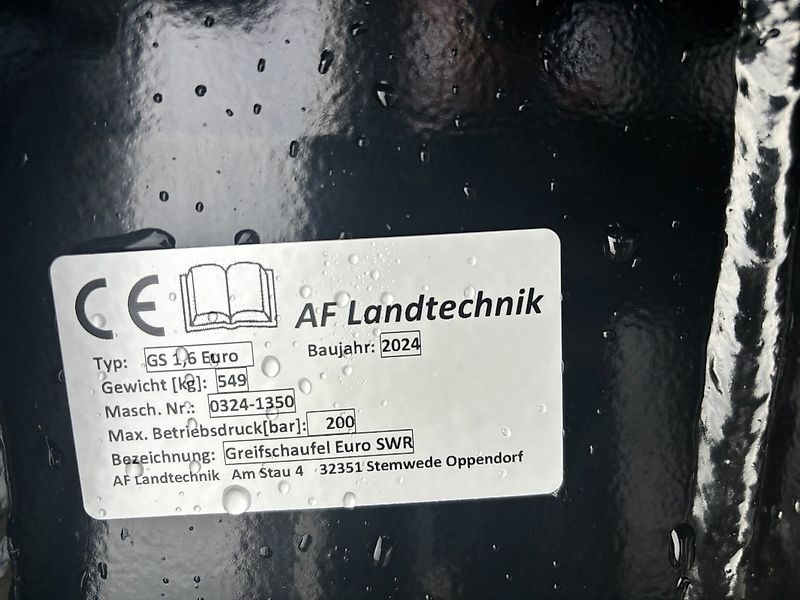 CE AF Landtechnik
Typ: GS 1,6 Euro Baujahr: 2024
Gewicht [kg]: 549
Masch. Nr.: 0324-1350
Max. Betriebsdruck[bar]: 200
Bezeichnung: Greifschaufel Euro SWR
AF Landtechnik Am Stau 4 32351 Stemwede Oppendorf